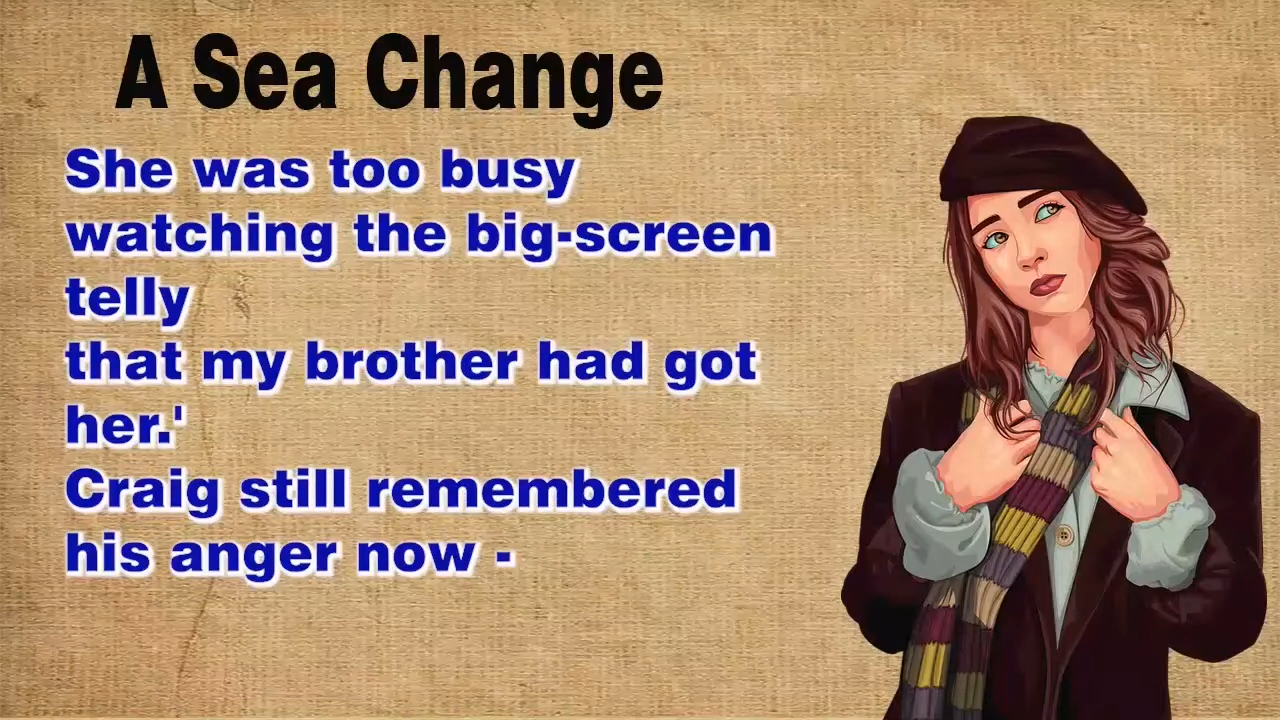 A Sea Change
She was too busy
watching the big-screen
telly
that my brother had got
her.'
Craig still remembered
his anger now -